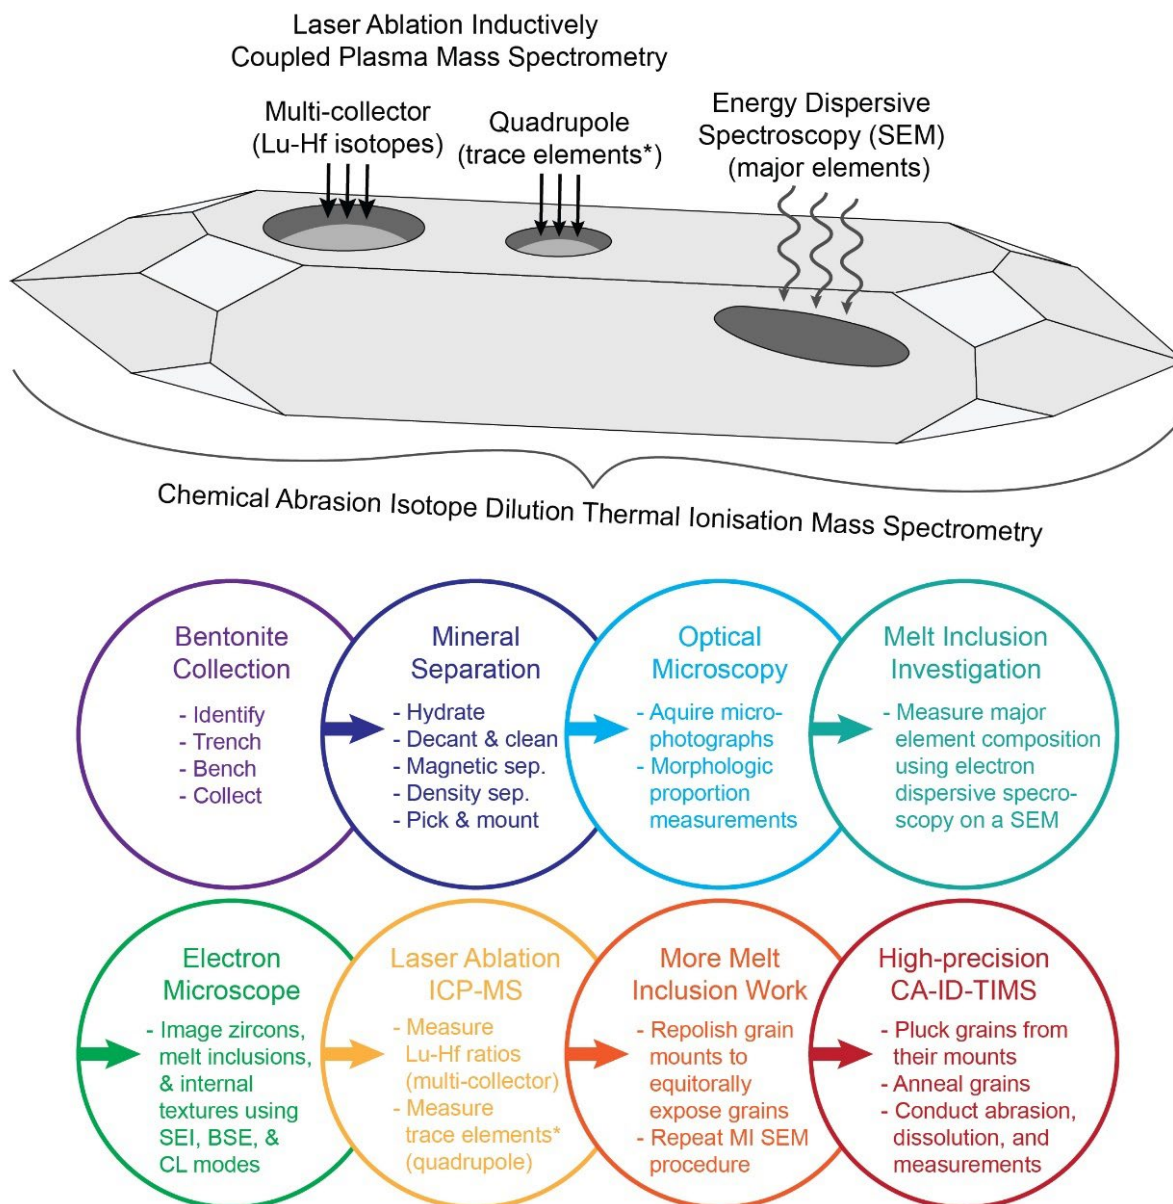 Laser Ablation Inductively
Coupled Plasma Mass Spectrometry
Multi-collector
(Lu-Hf isotopes)
Quadrupole
(trace elements*)
Energy Dispersive
Spectroscopy (SEM)
(major elements)
Chemical Abrasion Isotope Dilution Thermal Ionisation Mass Spectrometry
Bentonite
Collection
- Identify
- Trench
- Bench
- Collect
Mineral
Separation
- Hydrate
- Decant & clean
- Magnetic sep.
- Density sep.
- Pick & mount
Optical
Microscopy
- Aquire micro-
photographs
- Morphologic
proportion
measurements
Melt Inclusion
Investigation
- Measure major
element composition
using electron
dispersive specro-
scopy on a SEM
Electron
Microscope
- Image zircons,
melt inclusions,
& internal
textures using
SEI, BSE, &
CL modes
Laser Ablation
ICP-MS
- Measure
Lu-Hf ratios
(multi-collector)
- Measure
trace elements*
(quadrupole)
More Melt
Inclusion Work
- Repolish grain
mounts to
equitorally
expose grains
- Repeat MI SEM
procedure
High-precision
CA-ID-TIMS
- Pluck grains from
their mounts
- Anneal grains
- Conduct abrasion,
dissolution, and
measurements